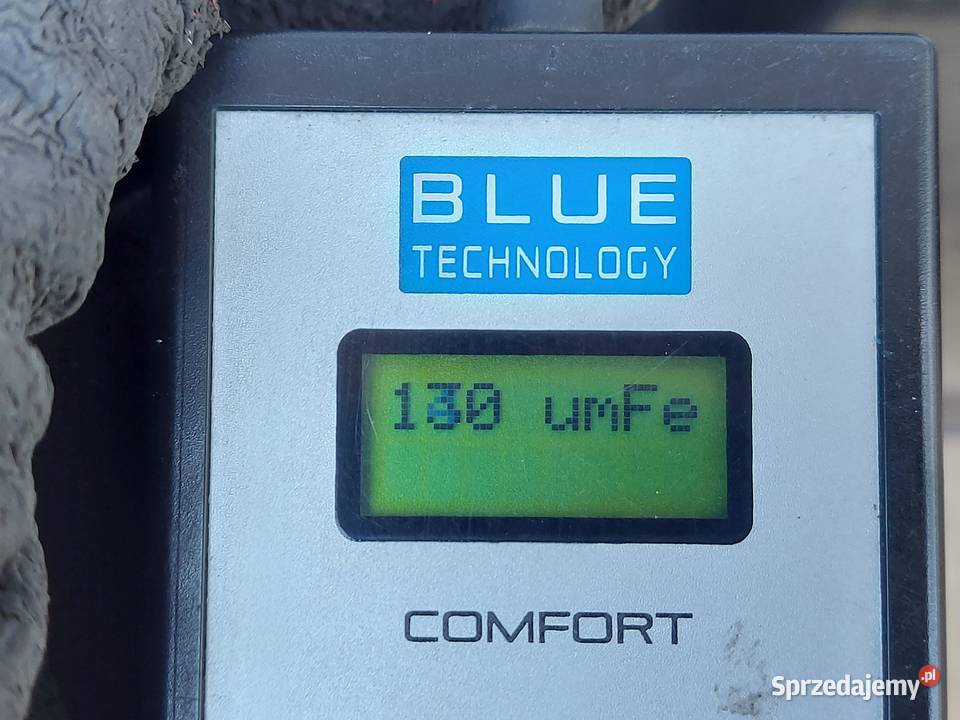 BLUE
TECHNOLOGY
130 umFe
COMFORT
Sprzedajemy.pl